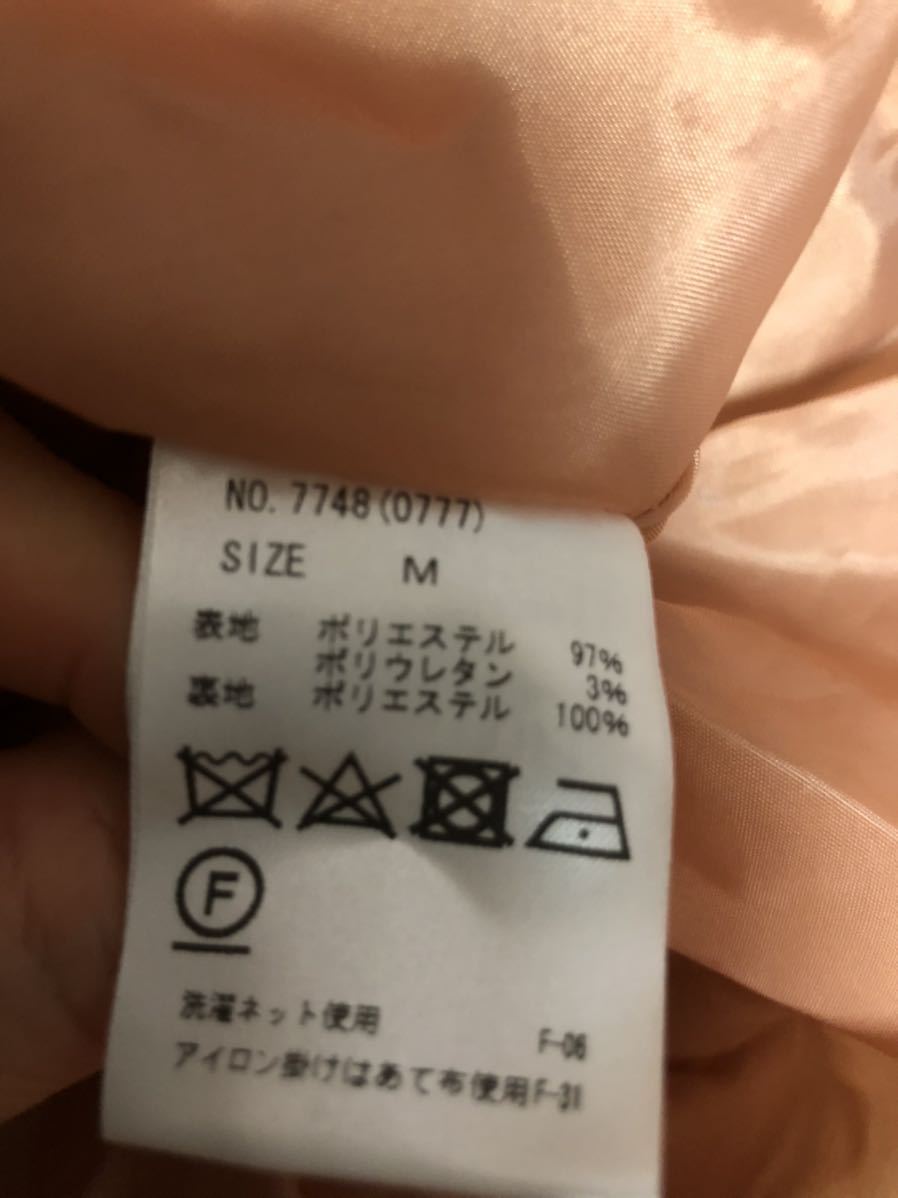 NO. 7748(0777)
SIZE M
表地 ポリエステル 97%
ポリウレタン 3%
裏地 ポリエステル 100%
F
洗濯ネット使用 F-06
アイロン掛けはあて布使用F-31